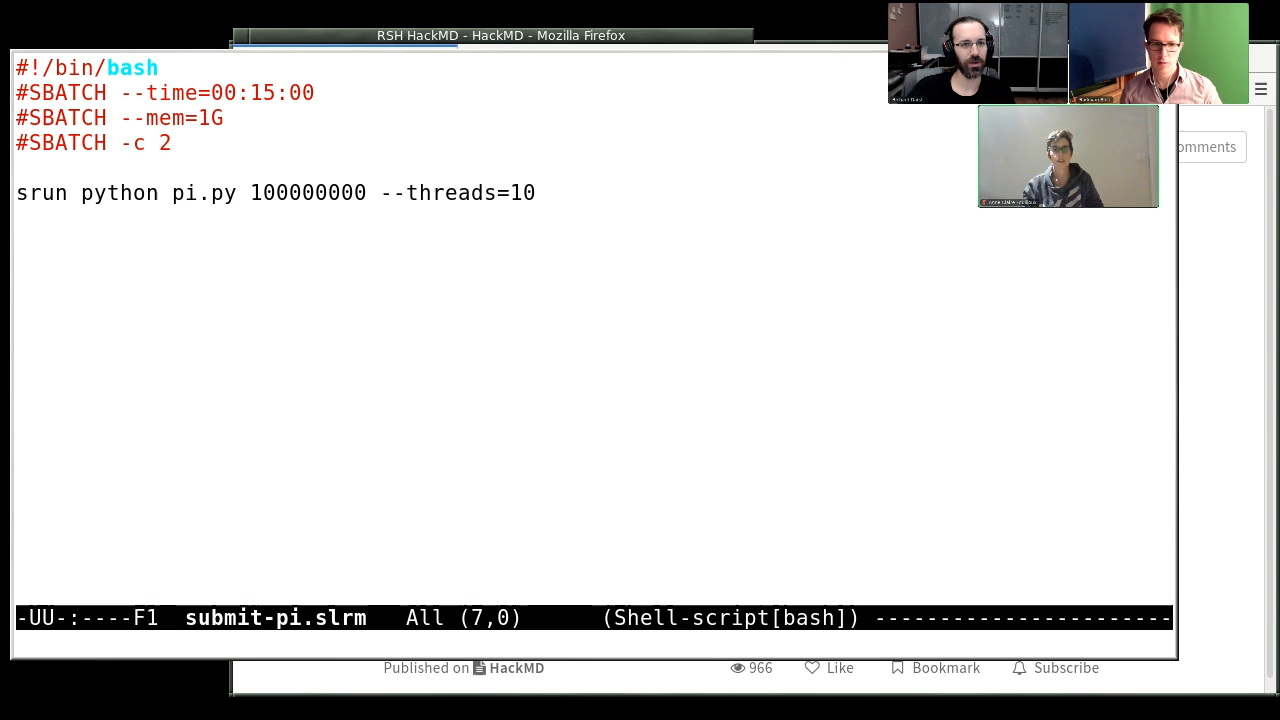 RSH HackMD - HackMD - Mozilla Firefox
#!/bin/bash
#SBATCH --time=00:15:00
#SBATCH --mem=1G
#SBATCH -c 2
srun python pi.py 100000000 --threads=10
omments
-UU-:----F1 submit-pi.slrm All (7,0) (Shell-script[bash]) -----------------------
Published on HackMD 966 Like Bookmark Subscribe